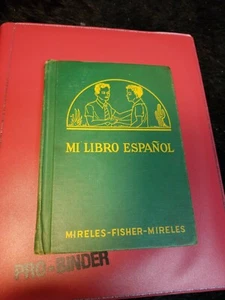 MI LIBRO ESPAÑOL
MIRELES-FISHER-MIRELES
PRO-BINDER